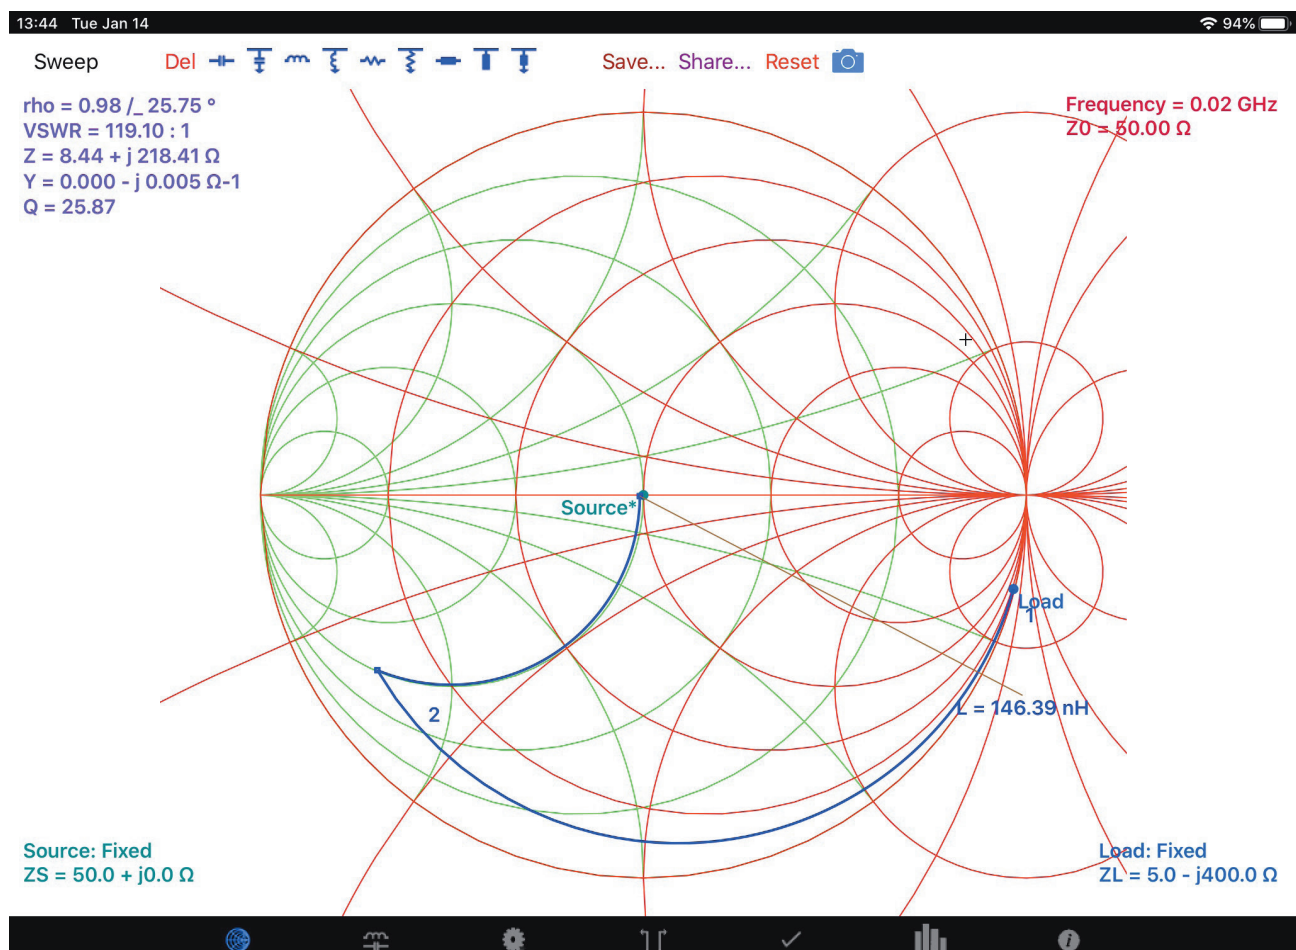 13:44 Tue Jan 14
94%
Sweep
Del
Save... Share... Reset
rho = 0.98 /_ 25.75 °
VSWR = 119.10 : 1
Z = 8.44 + j 218.41 Ω
Y = 0.000 - j 0.005 Ω-1
Q = 25.87
Frequency = 0.02 GHz
Z0 = 50.00 Ω
Source*
Load
1
L = 146.39 nH
2
Source: Fixed
ZS = 50.0 + j0.0 Ω
Load: Fixed
ZL = 5.0 - j400.0 Ω